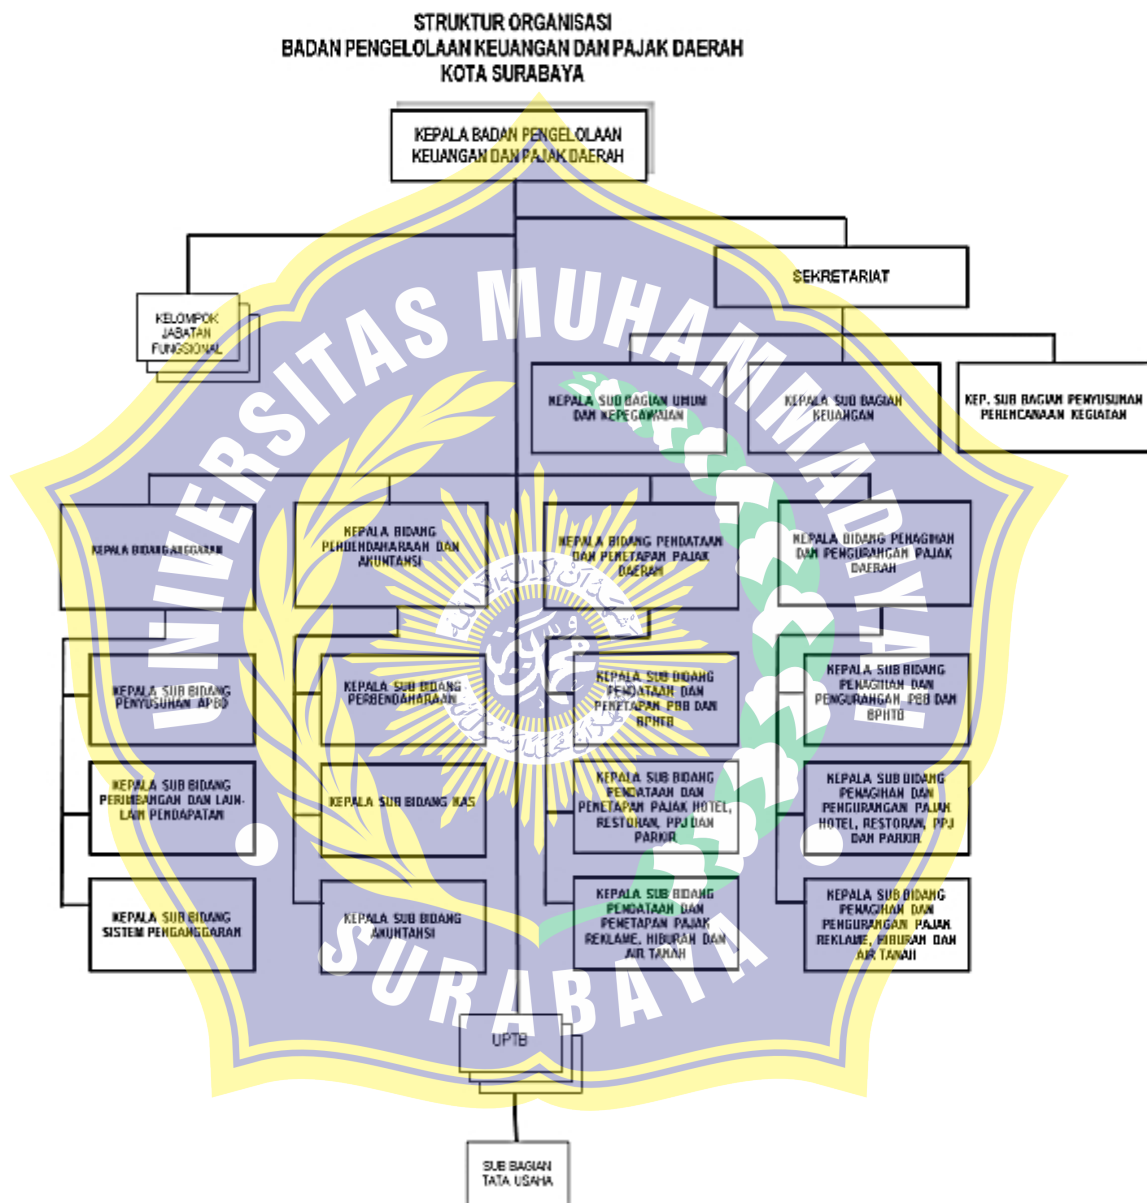 STRUKTUR ORGANISASI
BADAN PENGELOLAAN KEUANGAN DAN PAJAK DAERAH
KOTA SURABAYA
KEPALA BADAN PENGELOLAAN
KEUANGAN DAN PAJAK DAERAH
SEKRETARIAT
KELOMPOK
JABATAN
FUNGSIONAL
KEPALA SUB BAGIAN UMUM
DAN KEPEGAWAIAN
KEPALA SUB BAGIAN
KEUANGAN
KEP. SUB BAGIAN PENYUSUNAN
PERENCANAAN KEGIATAN
KEPALA BIDANG ANGGARAN
KEPALA BIDANG
PERBENDAHARAAN DAN
AKUNTANSI
KEPALA BIDANG PENDATAAN
DAN PENETAPAN PAJAK
DAERAH
KEPALA BIDANG PENAGIHAN
DAN PENGURANGAN PAJAK
DAERAH
KEPALA SUB BIDANG
PENYUSUNAN APBD
KEPALA SUB BIDANG
PERBENDAHARAAN
KEPALA SUB BIDANG
PENDATAAN DAN
PENETAPAN PBB DAN
BPHTB
KEPALA SUB BIDANG
PENAGIHAN DAN
PENGURANGAN PBB DAN
BPHTB
KEPALA SUB BIDANG
PERIMBANGAN DAN LAIN-
LAIN PENDAPATAN
KEPALA SUB BIDANG KAS
KEPALA SUB BIDANG
PENDATAAN DAN
PENETAPAN PAJAK HOTEL,
RESTORAN, PPJ DAN
PARKIR
KEPALA SUB BIDANG
PENAGIHAN DAN
PENGURANGAN PAJAK
HOTEL, RESTORAN, PPJ
DAN PARKIR
KEPALA SUB BIDANG
SISTEM PENGANGGARAN
KEPALA SUB BIDANG
AKUNTANSI
KEPALA SUB BIDANG
PENDATAAN DAN
PENETAPAN PAJAK
REKLAME, HIBURAN DAN
AIR TANAH
KEPALA SUB BIDANG
PENAGIHAN DAN
PENGURANGAN PAJAK
REKLAME, HIBURAN DAN
AIR TANAH
UPTB
SUB BAGIAN
TATA USAHA
UNIVERSITAS MUHAMMADIYAH
SURABAYA